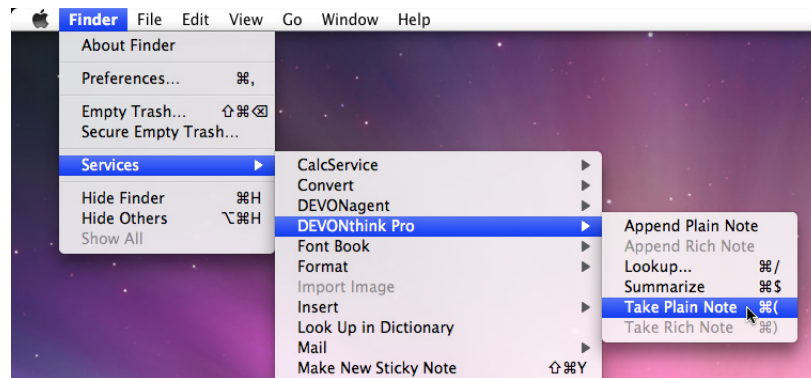 Finder File Edit View Go Window Help
About Finder
Preferences... ⌘,
Empty Trash... ⇧⌘⌫
Secure Empty Trash...
Services ▶
Hide Finder ⌘H
Hide Others ⌥⌘H
Show All
CalcService ▶
Convert ▶
DEVONagent ▶
DEVONthink Pro ▶
Font Book ▶
Format ▶
Import Image
Insert ▶
Look Up in Dictionary
Mail ▶
Make New Sticky Note ⇧⌘Y
Append Plain Note
Append Rich Note
Lookup... ⌘/
Summarize ⌘$
Take Plain Note ⌘(
Take Rich Note ⌘)